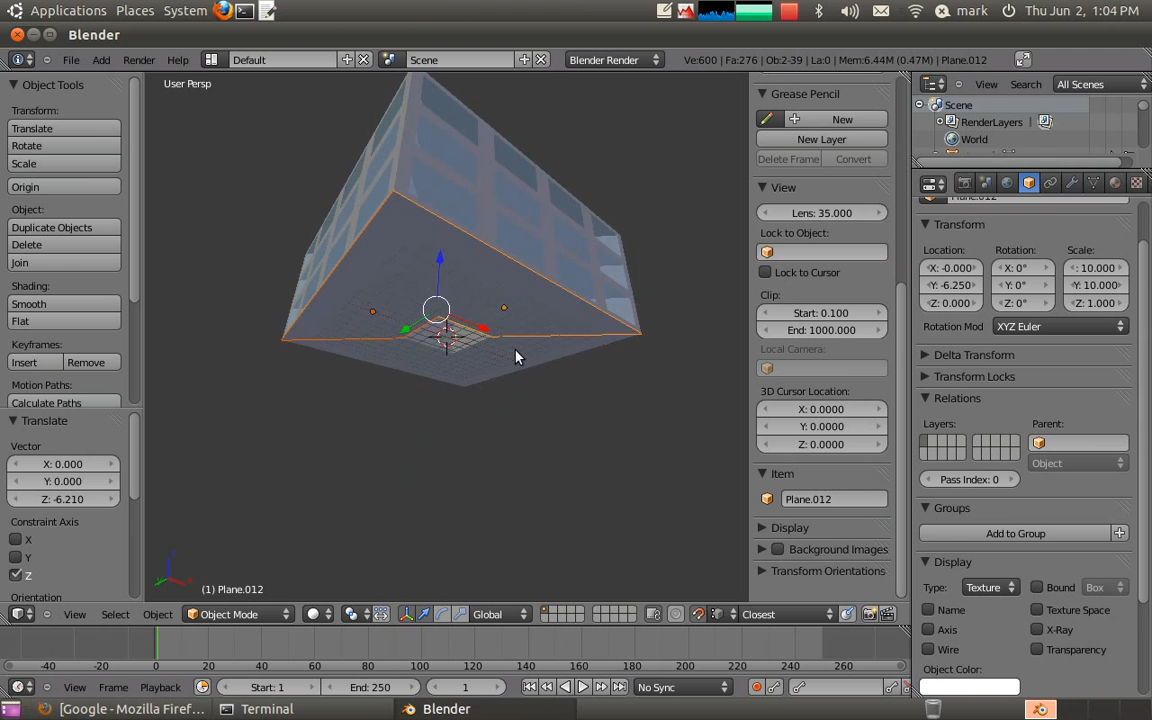 Applications Places System mark Thu Jun 2, 1:04 PM
Blender
File Add Render Help Default Scene Blender Render Ve:600 | Fa:276 | Ob:2-39 | La:0 | Mem:6.44M (0.47M) | Plane.012
Object Tools
Transform:
Translate
Rotate
Scale
Origin
Object:
Duplicate Objects
Delete
Join
Shading:
Smooth
Flat
Keyframes:
Insert Remove
Motion Paths:
Calculate Paths
Translate
Vector
X: 0.000
Y: 0.000
Z: -6.210
Constraint Axis
X
Y
Z
Orientation
User Persp
(1) Plane.012
Grease Pencil
New
New Layer
Delete Frame Convert
View
Lens: 35.000
Lock to Object:
Lock to Cursor
Clip:
Start: 0.100
End: 1000.000
Local Camera:
3D Cursor Location:
X: 0.0000
Y: 0.0000
Z: 0.0000
Item
Plane.012
Display
Background Images
Transform Orientations
View Search All Scenes
Scene
RenderLayers |
World
Transform
Location: Rotation: Scale:
X: -0.000 X: 0° : 10.000
Y: -6.250 Y: 0° Y: 10.000
Z: 0.000 Z: 0° Z: 1.000
Rotation Mod XYZ Euler
Delta Transform
Transform Locks
Relations
Layers: Parent:
Object
Pass Index: 0
Groups
Add to Group
Display
Type: Texture Bound Box
Name Texture Space
Axis X-Ray
Wire Transparency
Object Color:
View Select Object Object Mode Global Closest
-40 -20 0 20 40 60 80 100 120 140 160 180 200 220 240 260
View Frame Playback Start: 1 End: 250 1 No Sync
[Google - Mozilla Firef... Terminal Blender